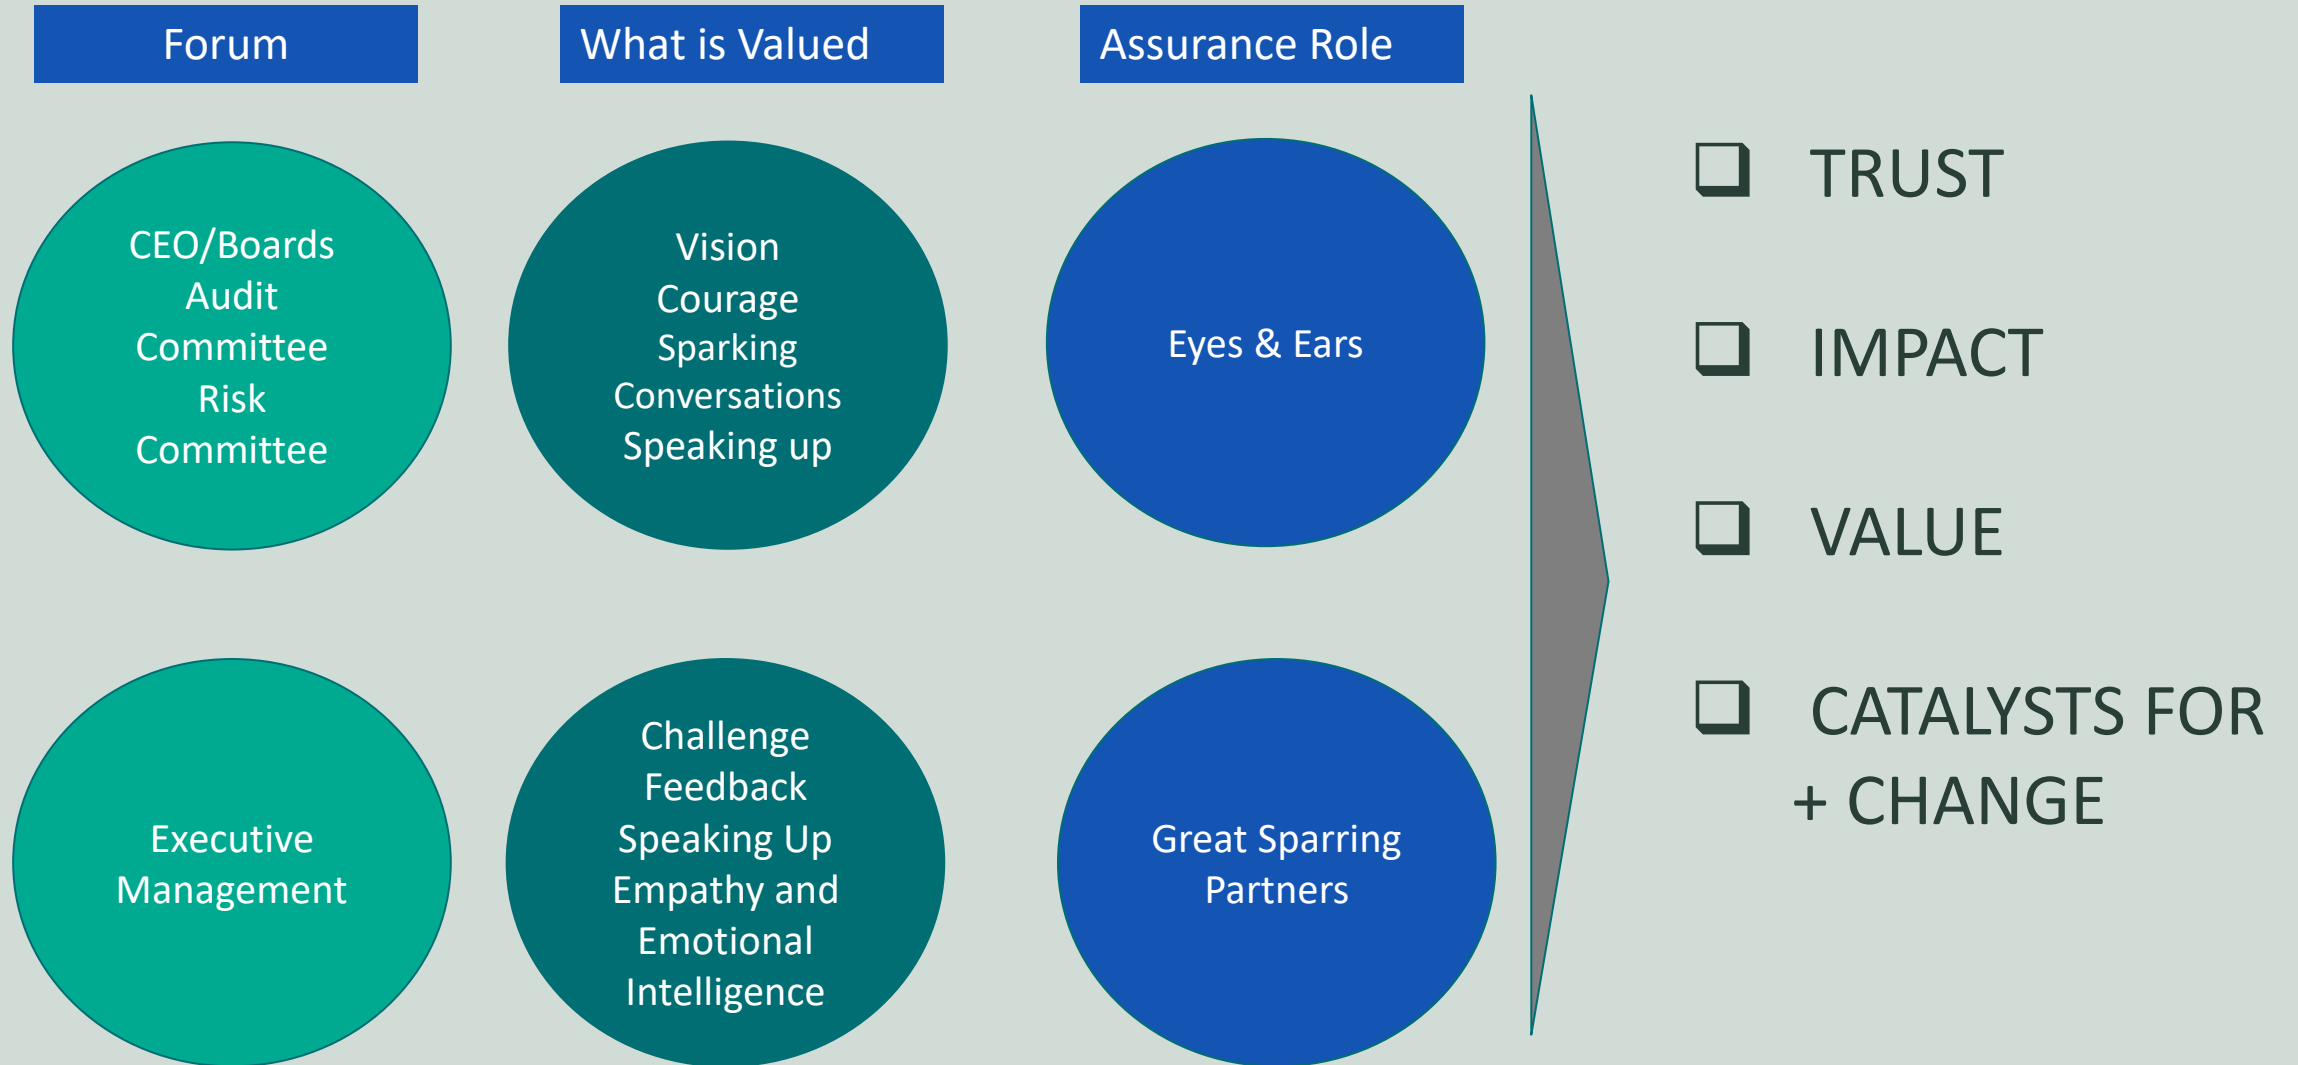 Forum
What is Valued
Assurance Role
CEO/Boards
Audit
Committee
Risk
Committee
Vision
Courage
Sparking
Conversations
Speaking up
Eyes & Ears
Executive
Management
Challenge
Feedback
Speaking Up
Empathy and
Emotional
Intelligence
Great Sparring
Partners
TRUST
IMPACT
VALUE
CATALYSTS FOR
+ CHANGE